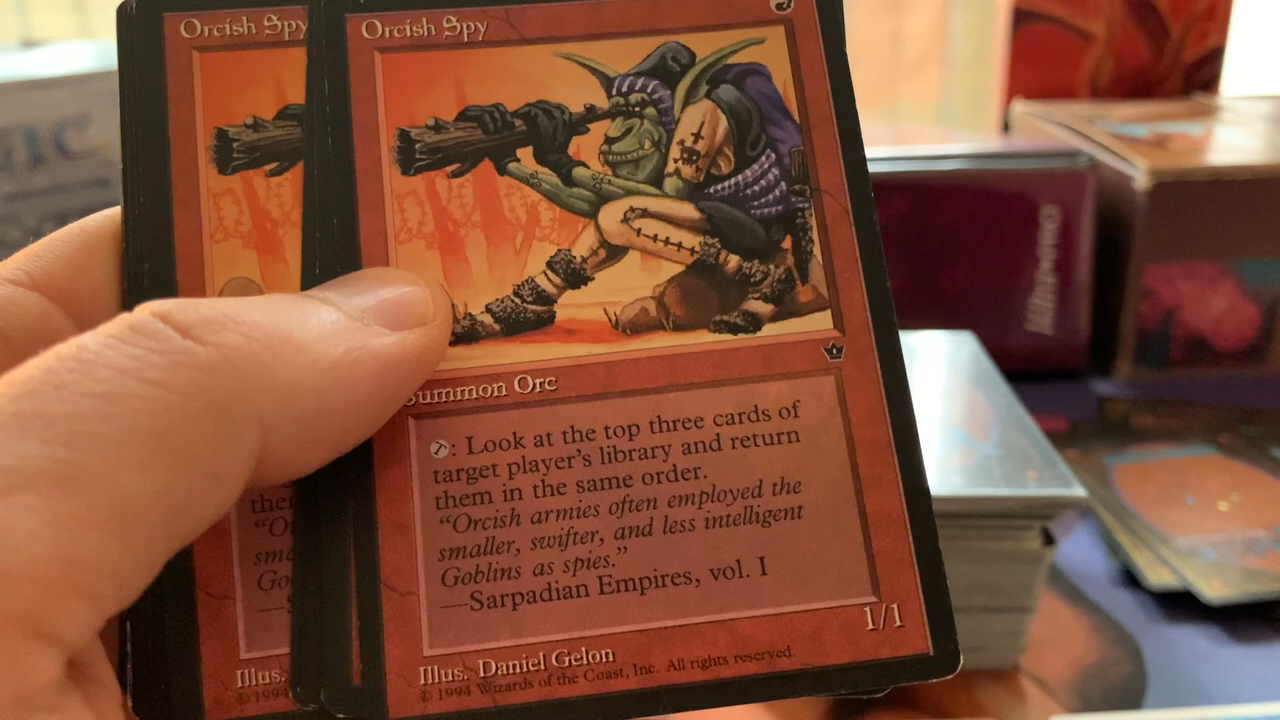 Orcish Spy
Orcish Spy
Summon Orc
T: Look at the top three cards of
target player's library and return
them in the same order.
"Orcish armies often employed the
smaller, swifter, and less intelligent
Goblins as spies."
—Sarpadian Empires, vol. I
1/1
Illus. Daniel Gelon
© 1994 Wizards of the Coast, Inc. All rights reserved.
Illus.
© 1994